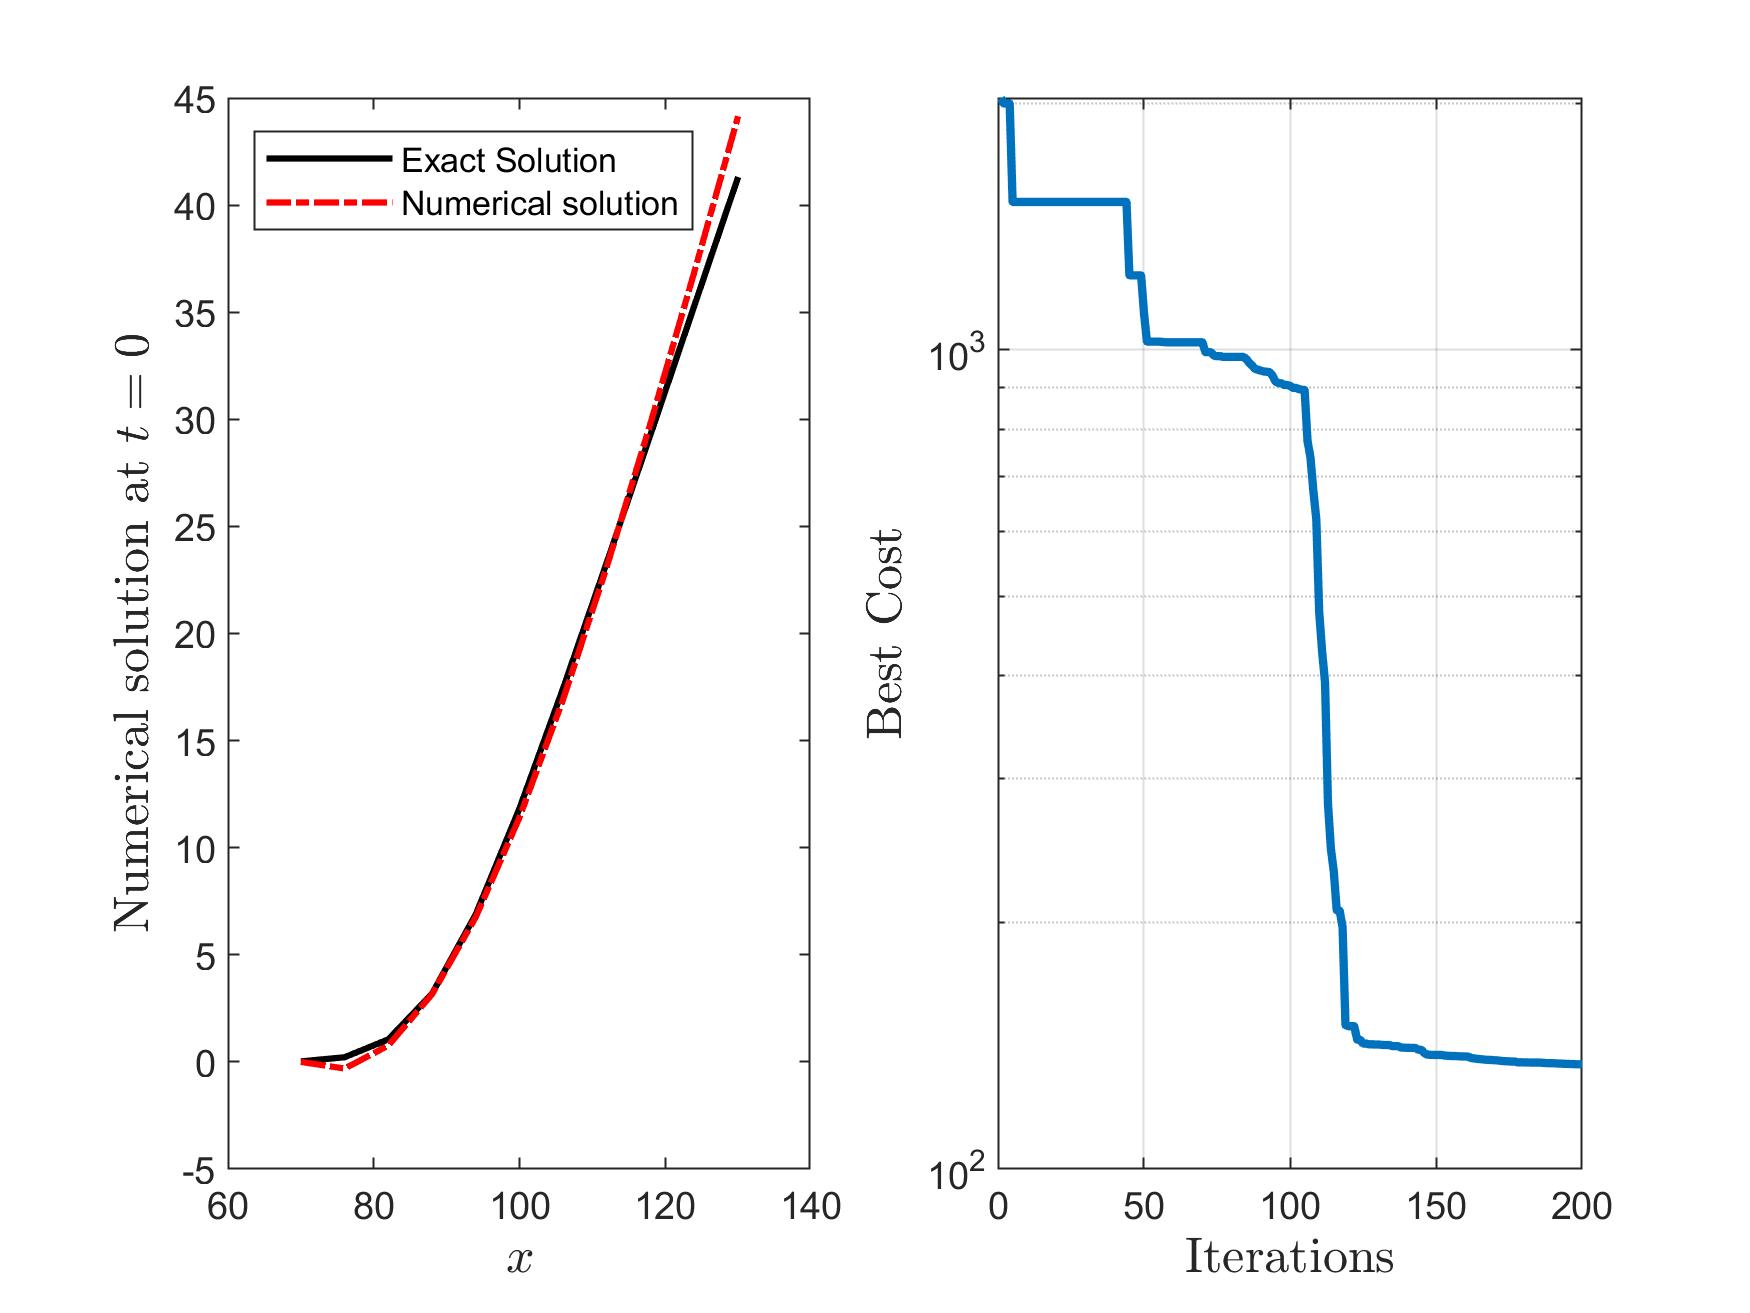 Numerical solution at t = 0
45
40
35
30
25
20
15
10
5
0
-5
Exact Solution
Numerical solution
60 80 100 120 140
x
Best Cost
10^3
10^2
0 50 100 150 200
Iterations